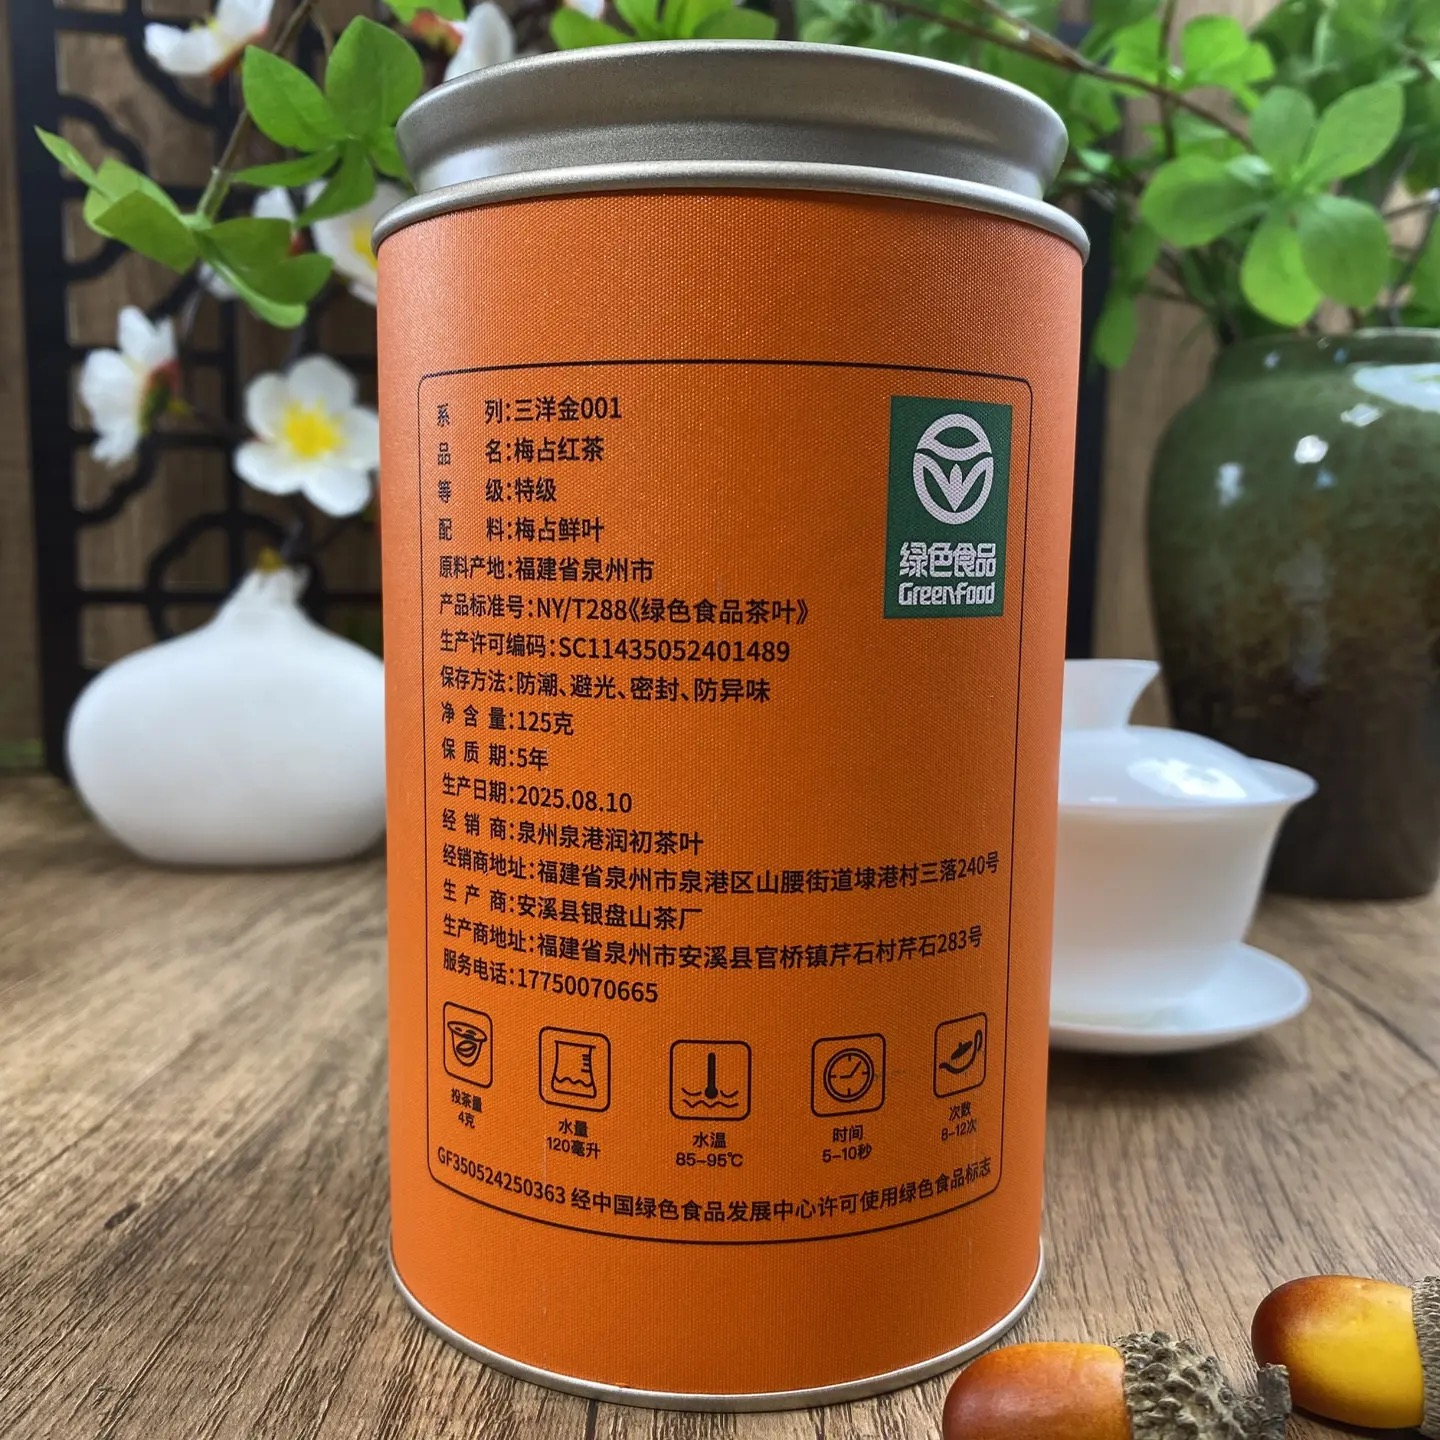 系 列:三洋金001
品 名:梅占红茶
等 级:特级
配 料:梅占鲜叶
原料产地:福建省泉州市
产品标准号:NY/T288《绿色食品茶叶》
生产许可编码:SC11435052401489
保存方法:防潮、避光、密封、防异味
净含量:125克
保质期:5年
生产日期:2025.08.10
经销商:泉州泉港润初茶叶
经销商地址:福建省泉州市泉港区山腰街道埭港村三落240号
生产商:安溪县银盘山茶厂
生产商地址:福建省泉州市安溪县官桥镇芹石村芹石283号
服务电话:17750070665
绿色食品
Greenfood
投茶量
4克
水量
120毫升
水温
85-95℃
时间
5-10秒
次数
8-12次
GF350524250363 经中国绿色食品发展中心许可使用绿色食品标志